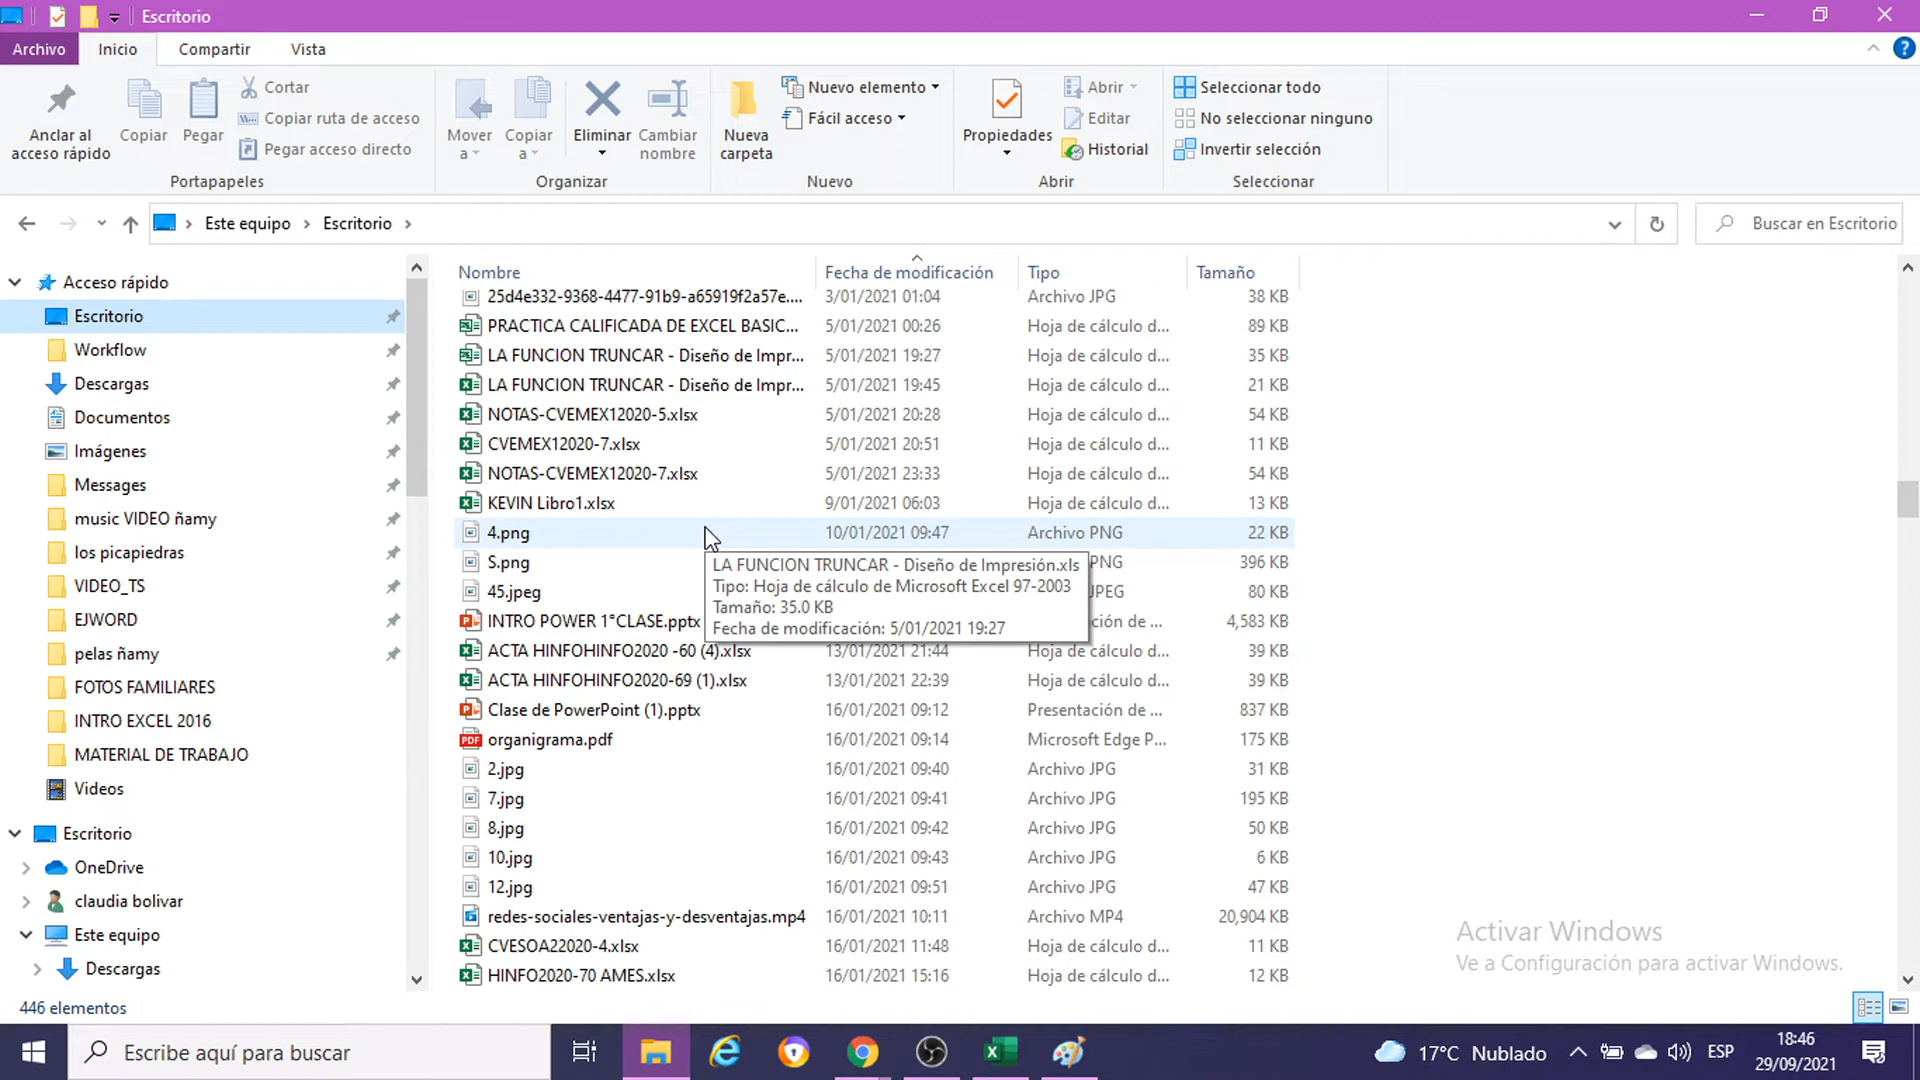 Escritorio
Archivo Inicio Compartir Vista
Anclar al acceso rápido
Copiar
Pegar
Cortar
Copiar ruta de acceso
Pegar acceso directo
Portapapeles
Mover a
Copiar a
Eliminar
Cambiar nombre
Organizar
Nueva carpeta
Nuevo elemento
Fácil acceso
Nuevo
Propiedades
Abrir
Editar
Historial
Abrir
Seleccionar todo
No seleccionar ninguno
Invertir selección
Seleccionar
Este equipo > Escritorio >
Buscar en Escritorio
Acceso rápido
Escritorio
Workflow
Descargas
Documentos
Imágenes
Messages
music VIDEO ñamy
los picapiedras
VIDEO_TS
EJWORD
pelas ñamy
FOTOS FAMILIARES
INTRO EXCEL 2016
MATERIAL DE TRABAJO
Videos
Escritorio
OneDrive
claudia bolivar
Este equipo
Descargas
Nombre Fecha de modificación Tipo Tamaño
25d4e332-9368-4477-91b9-a65919f2a57e.... 3/01/2021 01:04 Archivo JPG 38 KB
PRACTICA CALIFICADA DE EXCEL BASIC... 5/01/2021 00:26 Hoja de cálculo d... 89 KB
LA FUNCION TRUNCAR - Diseño de Impr... 5/01/2021 19:27 Hoja de cálculo d... 35 KB
LA FUNCION TRUNCAR - Diseño de Impr... 5/01/2021 19:45 Hoja de cálculo d... 21 KB
NOTAS-CVEMEX12020-5.xlsx 5/01/2021 20:28 Hoja de cálculo d... 54 KB
CVEMEX12020-7.xlsx 5/01/2021 20:51 Hoja de cálculo d... 11 KB
NOTAS-CVEMEX12020-7.xlsx 5/01/2021 23:33 Hoja de cálculo d... 54 KB
KEVIN Libro1.xlsx 9/01/2021 06:03 Hoja de cálculo d... 13 KB
4.png 10/01/2021 09:47 Archivo PNG 22 KB
S.png PNG 396 KB
45.jpeg JPEG 80 KB
INTRO POWER 1°CLASE.pptx ción de ... 4,583 KB
ACTA HINFOHINFO2020 -60 (4).xlsx 13/01/2021 21:44 Hoja de cálculo d... 39 KB
ACTA HINFOHINFO2020-69 (1).xlsx 13/01/2021 22:39 Hoja de cálculo d... 39 KB
Clase de PowerPoint (1).pptx 16/01/2021 09:12 Presentación de ... 837 KB
organigrama.pdf 16/01/2021 09:14 Microsoft Edge P... 175 KB
2.jpg 16/01/2021 09:40 Archivo JPG 31 KB
7.jpg 16/01/2021 09:41 Archivo JPG 195 KB
8.jpg 16/01/2021 09:42 Archivo JPG 50 KB
10.jpg 16/01/2021 09:43 Archivo JPG 6 KB
12.jpg 16/01/2021 09:51 Archivo JPG 47 KB
redes-sociales-ventajas-y-desventajas.mp4 16/01/2021 10:11 Archivo MP4 20,904 KB
CVESOA22020-4.xlsx 16/01/2021 11:48 Hoja de cálculo d... 11 KB
HINFO2020-70 AMES.xlsx 16/01/2021 15:16 Hoja de cálculo d... 12 KB
LA FUNCION TRUNCAR - Diseño de Impresión.xls
Tipo: Hoja de cálculo de Microsoft Excel 97-2003
Tamaño: 35.0 KB
Fecha de modificación: 5/01/2021 19:27
Activar Windows
Ve a Configuración para activar Windows.
446 elementos
Escribe aquí para buscar
17°C Nublado
ESP
18:46
29/09/2021